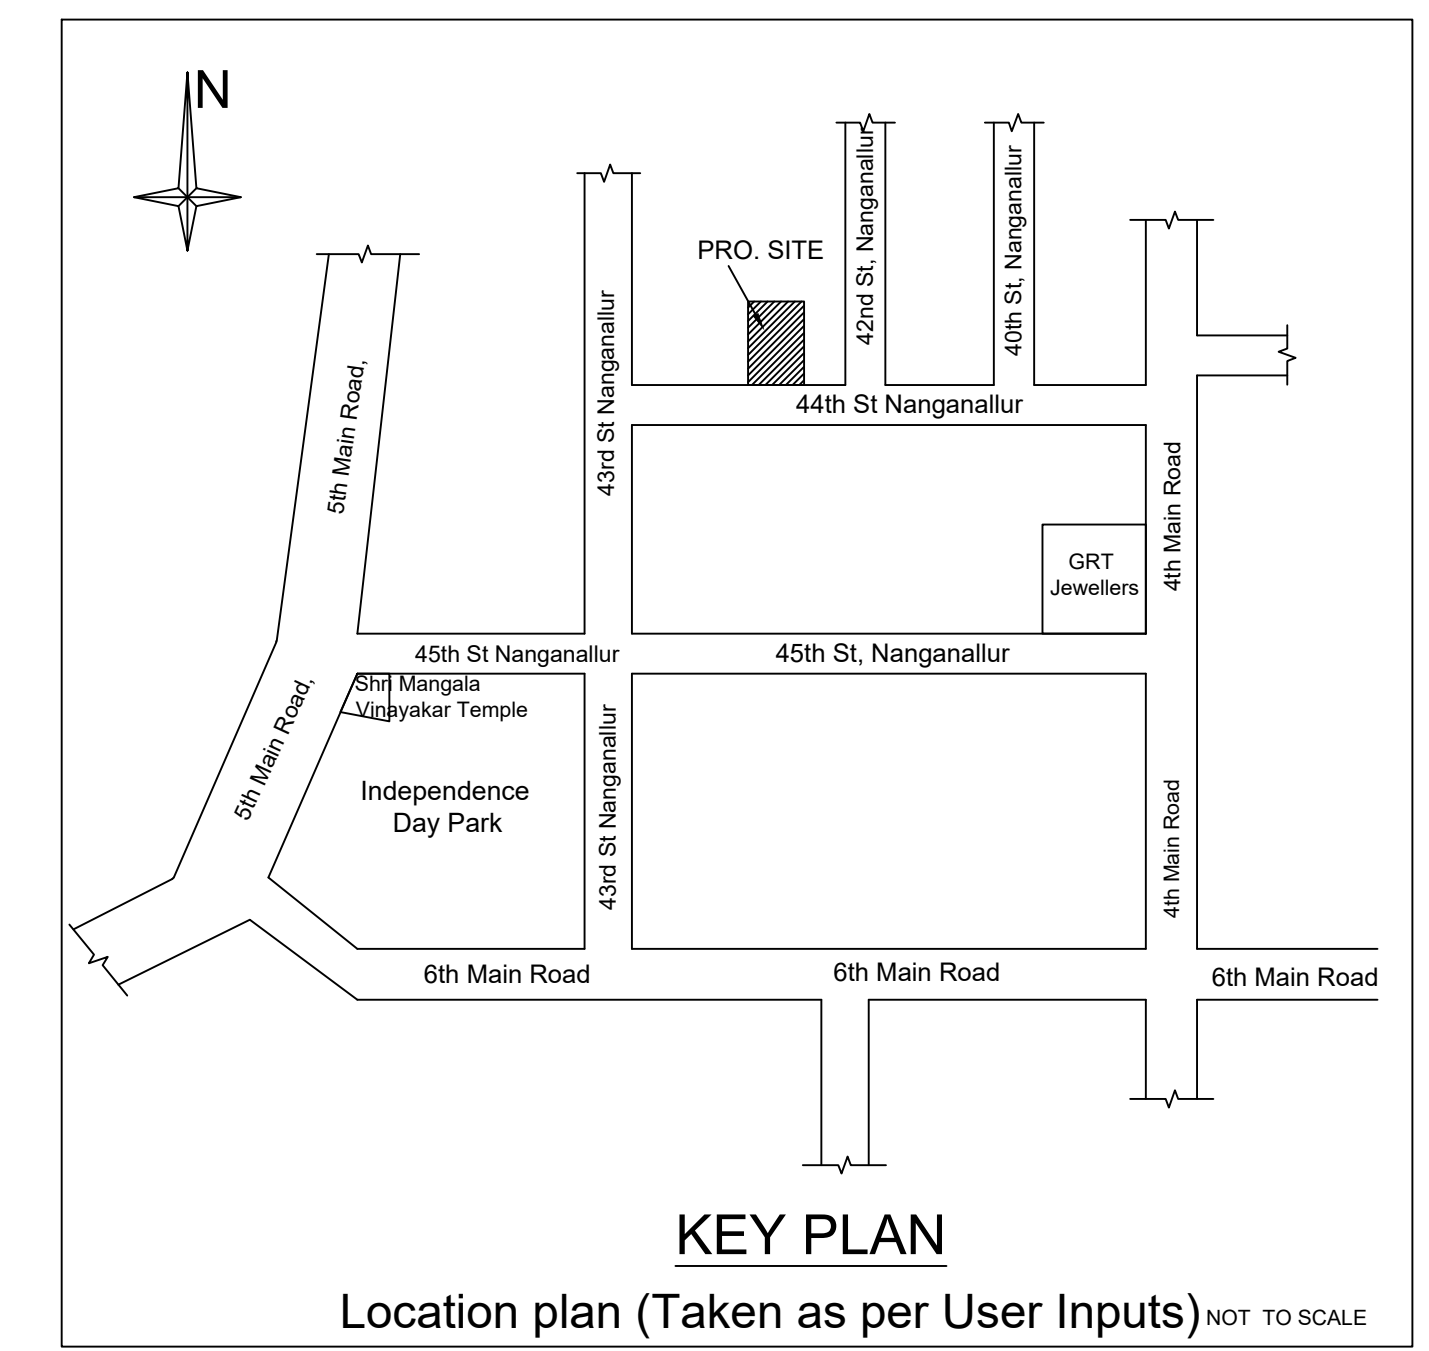 N
42nd St, Nanganallur
40th St, Nanganallur
PRO. SITE
43rd St Nanganallur
5th Main Road,
44th St Nanganallur
4th Main Road
GRT
Jewellers
45th St Nanganallur
45th St, Nanganallur
Shri Mangala
Vinayakar Temple
5th Main Road,
Independence
Day Park
43rd St Nanganallur
4th Main Road
6th Main Road
6th Main Road
6th Main Road
KEY PLAN
Location plan (Taken as per User Inputs) NOT TO SCALE